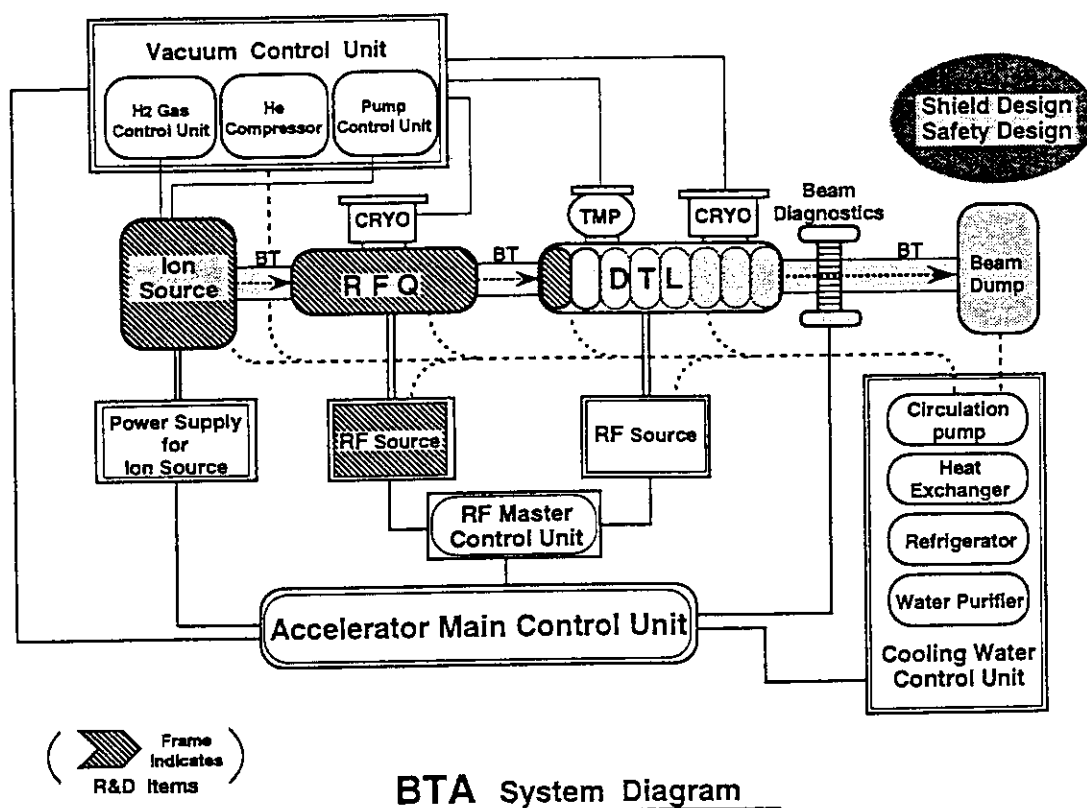 Vacuum Control Unit
H2 Gas
Control Unit
He
Compressor
Pump
Control Unit
Shield Design
Safety Design
CRYO
TMP
CRYO
Beam
Diagnostics
Ion
Source
BT
R F Q
BT
D T L
BT
Beam
Dump
Power Supply
for
Ion Source
RF Source
RF Source
Circulation
pump
Heat
Exchanger
Refrigerator
Water Purifier
Cooling Water
Control Unit
RF Master
Control Unit
Accelerator Main Control Unit
( Frame )
Indicates
R&D Items
BTA System Diagram